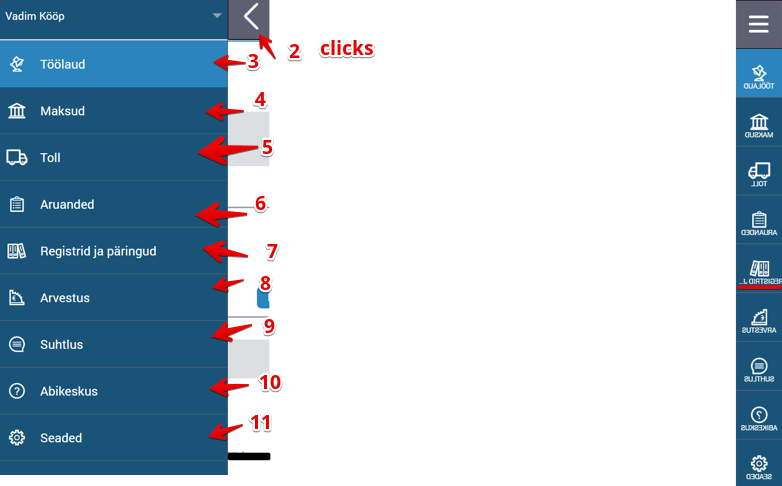 Vadim Kööp
2 clicks
Töölaud
3
Maksud
4
Toll
5
Aruanded
6
Registrid ja päringud
7
Arvestus
8
Suhtlus
9
Abikeskus
10
Seaded
11
TÖÖLAUD
MAKSUD
TOLL
ARUANDED
REGISTRID J...
ARVESTUS
SUHTLUS
ABIKESKUS
SEADED